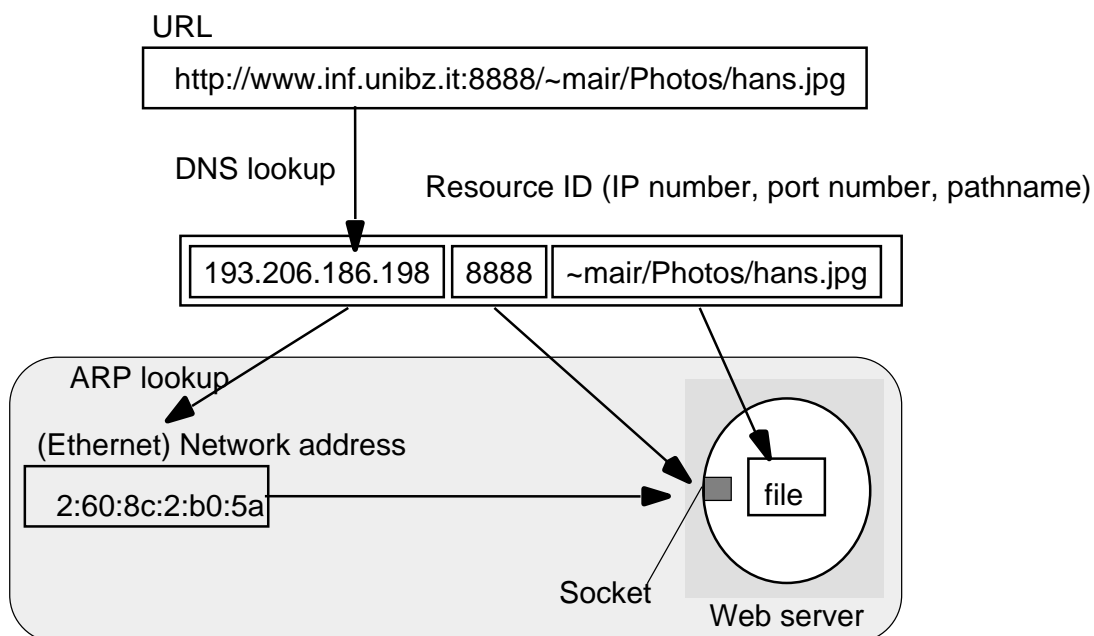 URL
http://www.inf.unibz.it:8888/~mair/Photos/hans.jpg
DNS lookup
Resource ID (IP number, port number, pathname)
193.206.186.198 8888 ~mair/Photos/hans.jpg
ARP lookup
(Ethernet) Network address
2:60:8c:2:b0:5a
file
Socket
Web server